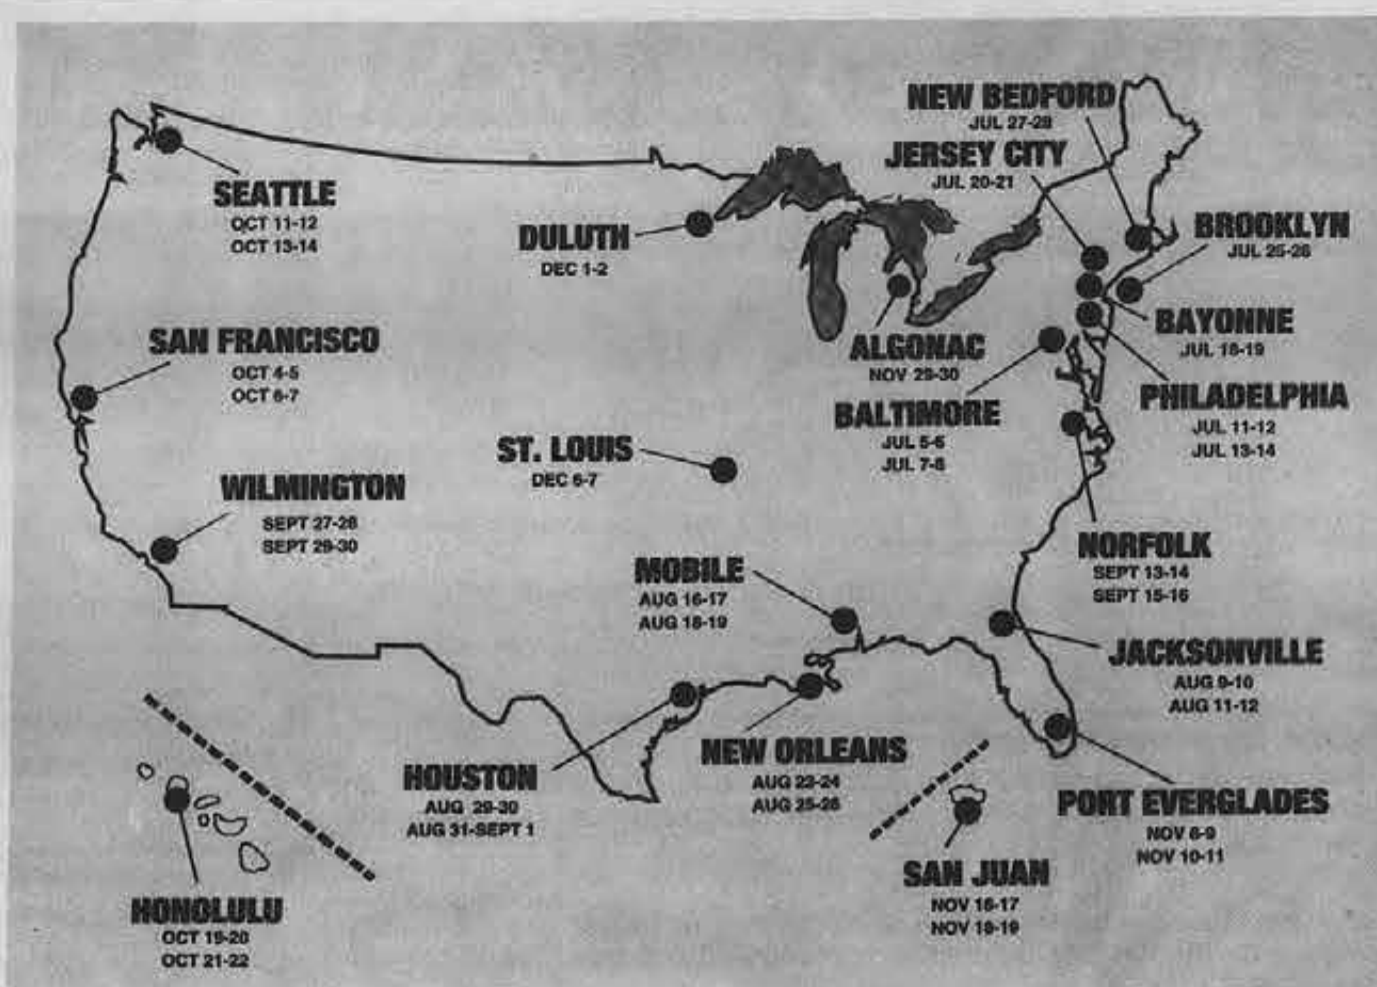 NEW BEDFORD
JUL 27-28
JERSEY CITY
JUL 20-21
SEATTLE
OCT 11-12
OCT 13-14
DULUTH
DEC 1-2
BROOKLYN
JUL 25-26
SAN FRANCISCO
OCT 4-5
OCT 6-7
ALGONAC
NOV 29-30
BAYONNE
JUL 18-19
BALTIMORE
JUL 5-6
JUL 7-8
PHILADELPHIA
JUL 11-12
JUL 13-14
ST. LOUIS
DEC 6-7
WILMINGTON
SEPT 27-28
SEPT 29-30
NORFOLK
SEPT 13-14
SEPT 15-16
MOBILE
AUG 16-17
AUG 18-19
JACKSONVILLE
AUG 9-10
AUG 11-12
HOUSTON
AUG 29-30
AUG 31-SEPT 1
NEW ORLEANS
AUG 23-24
AUG 25-26
PORT EVERGLADES
NOV 8-9
NOV 10-11
SAN JUAN
NOV 16-17
NOV 18-19
HONOLULU
OCT 19-20
OCT 21-22